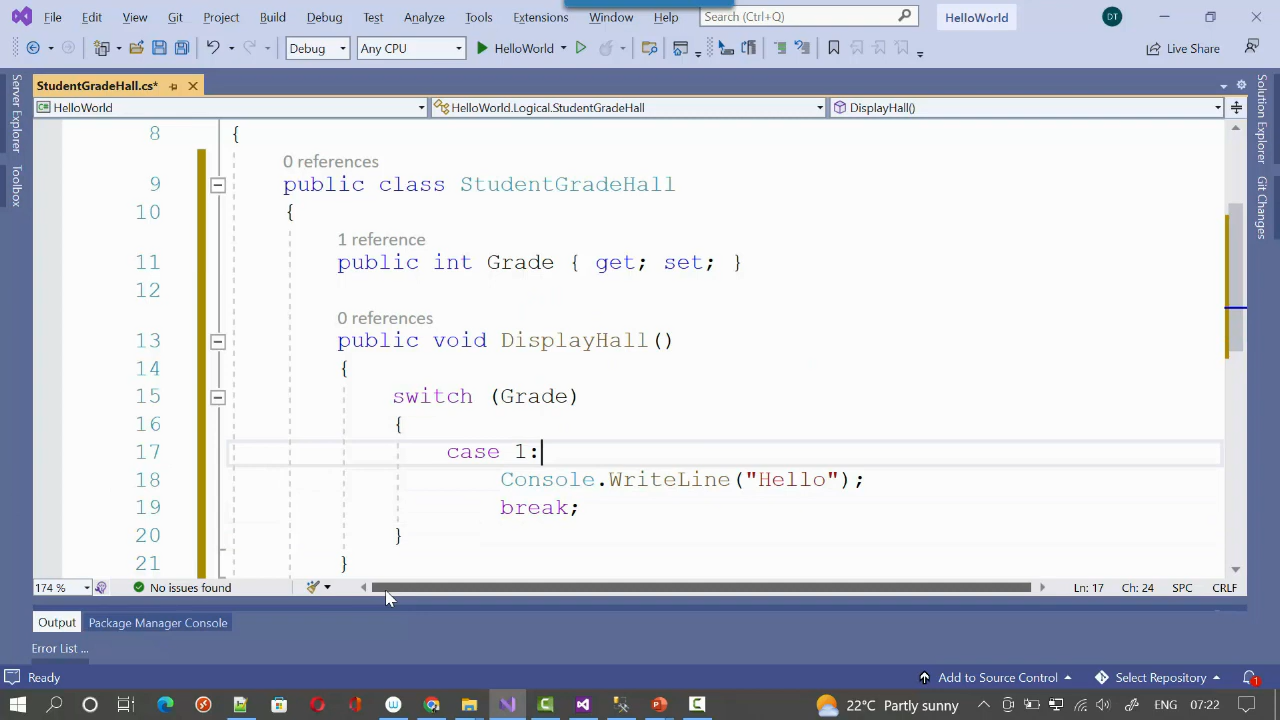 File Edit View Git Project Build Debug Test Analyze Tools Extensions Window Help Search (Ctrl+Q) HelloWorld DT
Debug Any CPU HelloWorld Live Share
StudentGradeHall.cs*
HelloWorld HelloWorld.Logical.StudentGradeHall DisplayHall()
Server Explorer
Toolbox
Solution Explorer
Git Changes
8 {
0 references
9 public class StudentGradeHall
10 {
1 reference
11 public int Grade { get; set; }
12
0 references
13 public void DisplayHall()
14 {
15 switch (Grade)
16 {
17 case 1:
18 Console.WriteLine("Hello");
19 break;
20 }
21 }
174 % No issues found Ln: 17 Ch: 24 SPC CRLF
Output Package Manager Console
Error List ...
Ready Add to Source Control Select Repository 1
22°C Partly sunny 07:22